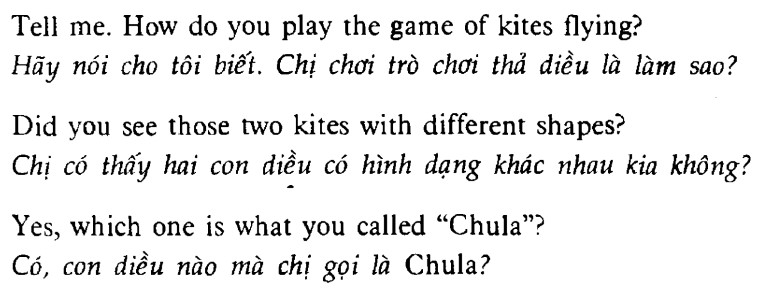 Tell me. How do you play the game of kites flying?
Hãy nói cho tôi biết. Chị chơi trò chơi thả diều là làm sao?
Did you see those two kites with different shapes?
Chị có thấy hai con diều có hình dạng khác nhau kia không?
Yes, which one is what you called “Chula”?
Có, con diều nào mà chị gọi là Chula?